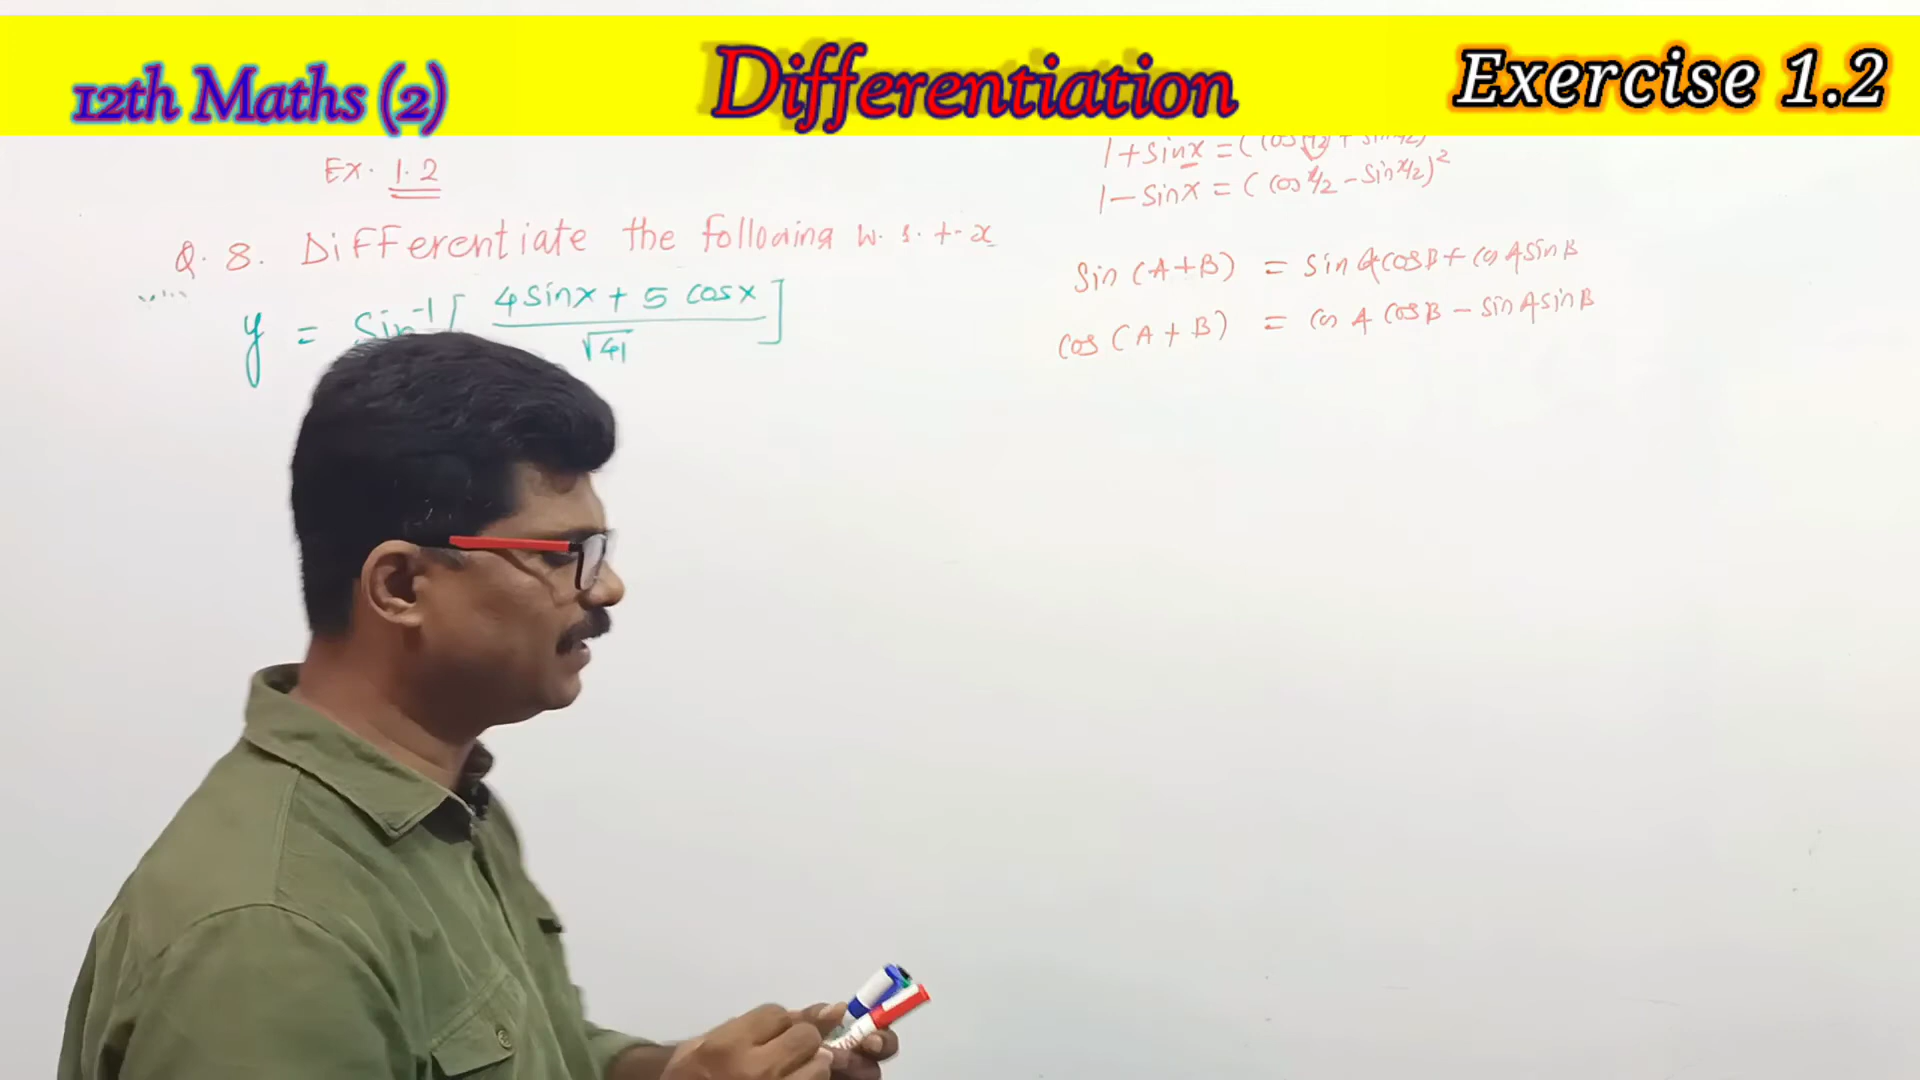 12th Maths (2)
Differentiation
Exercise 1.2
Ex. 1.2
Q. 8. Differentiate the following w. r. t. x
y = Sin⁻¹[ 4sinx + 5 cosx / √41 ]
1+sinx = (cos x/2 + sin x/2)²
1-sinx = (cos x/2 - sin x/2)²
Sin (A+B) = sin A cosB + cos A sinB
cos (A+B) = cos A cosB - sinA sinB